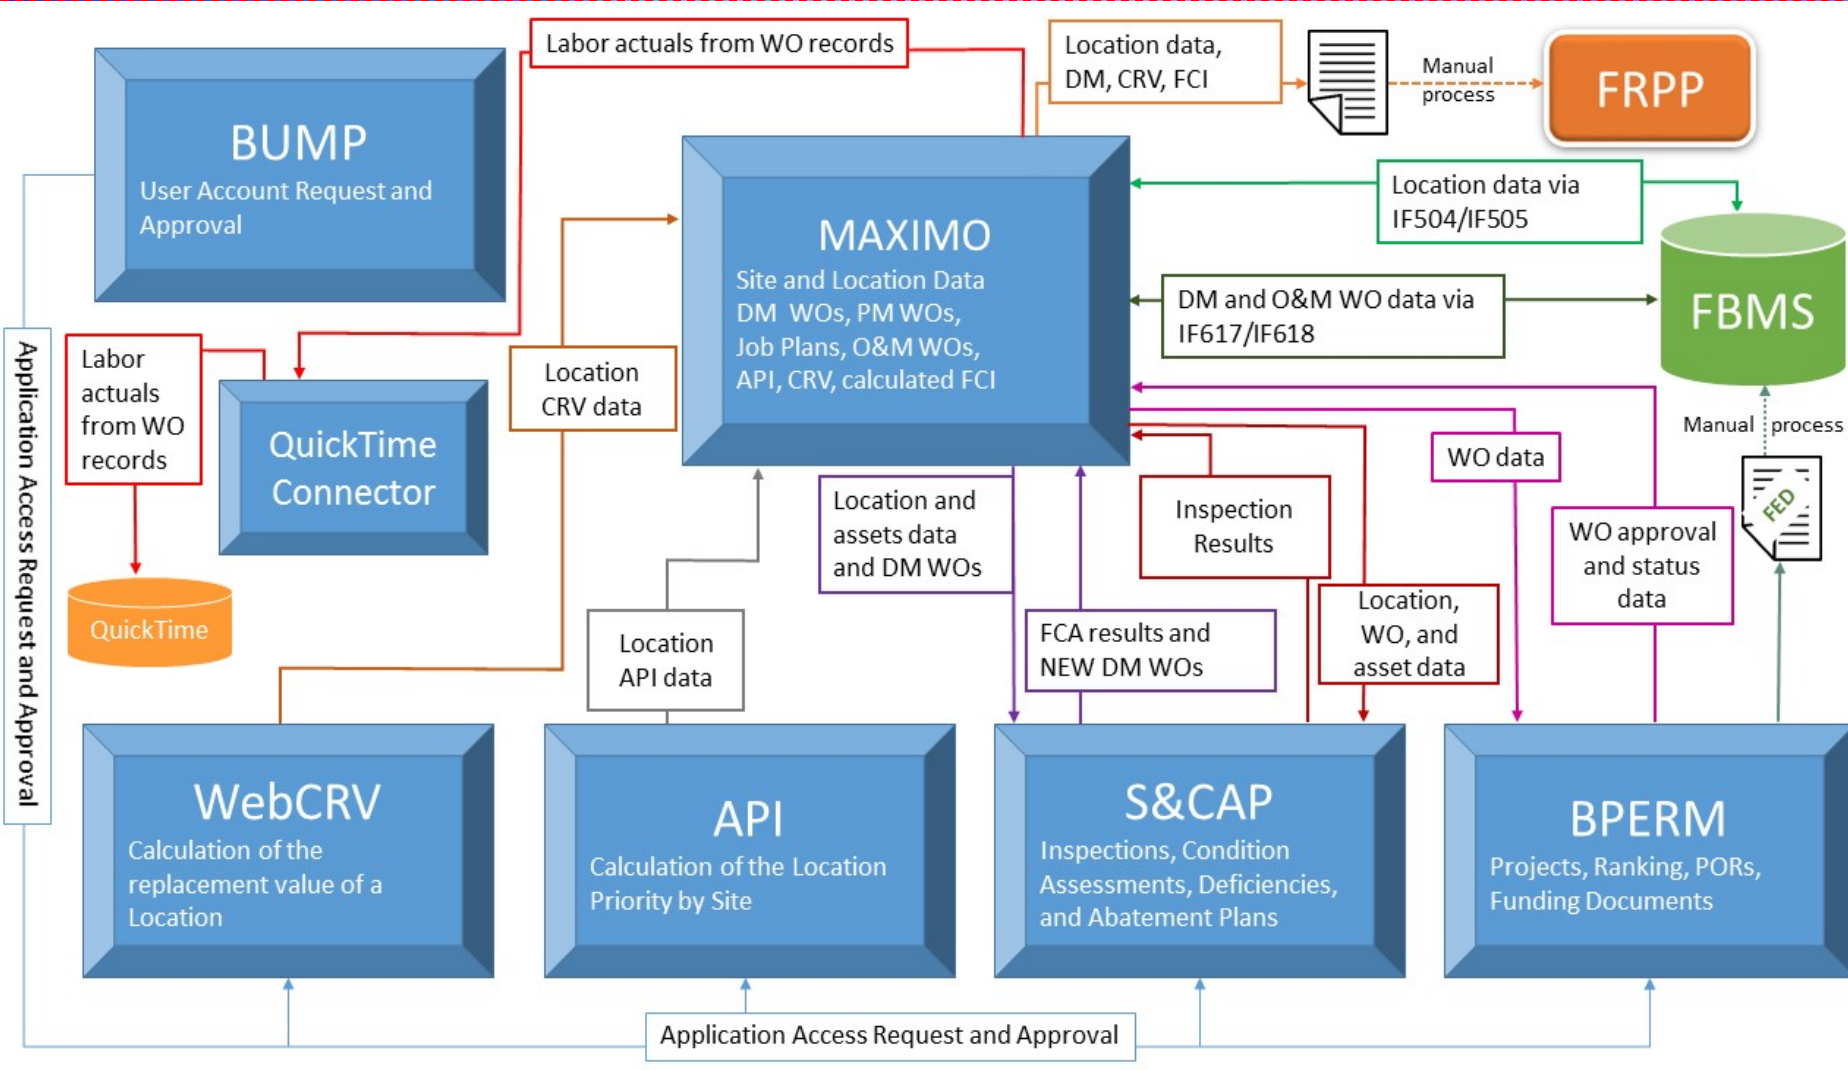 Labor actuals from WO records
Location data,
DM, CRV, FCI
Manual
process
FRPP
BUMP
User Account Request and
Approval
Location data via
IF504/IF505
MAXIMO
Site and Location Data
DM WOs, PM WOs,
Job Plans, O&M WOs,
API, CRV, calculated FCI
DM and O&M WO data via
IF617/IF618
FBMS
Application Access Request and Approval
Labor
actuals
from WO
records
QuickTime
Connector
Location
CRV data
Manual process
WO data
FED
Location and
assets data
and DM WOs
Inspection
Results
WO approval
and status
data
QuickTime
Location
API data
FCA results and
NEW DM WOs
Location,
WO, and
asset data
WebCRV
Calculation of the
replacement value of a
Location
API
Calculation of the Location
Priority by Site
S&CAP
Inspections, Condition
Assessments, Deficiencies,
and Abatement Plans
BPERM
Projects, Ranking, PORs,
Funding Documents
Application Access Request and Approval